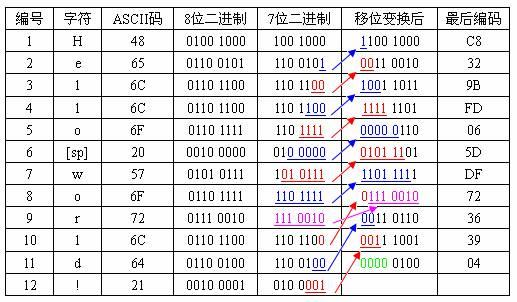 编号 字符 ASCII码 8位二进制 7位二进制 移位变换后 最后编码
1 H 48 0100 1000 100 1000 1100 1000 C8
2 e 65 0110 0101 110 0101 0011 0010 32
3 l 6C 0110 1100 110 1100 1001 1011 9B
4 l 6C 0110 1100 110 1100 1111 1101 FD
5 o 6F 0110 1111 110 1111 0000 0110 06
6 [sp] 20 0010 0000 010 0000 0101 1101 5D
7 w 57 0101 0111 101 0111 1101 1111 DF
8 o 6F 0110 1111 110 1111 0111 0010 72
9 r 72 0111 0010 111 0010 0011 0110 36
10 l 6C 0110 1100 110 1100 0011 1001 39
11 d 64 0110 0100 110 0100 0000 0100 04
12 ! 21 0010 0001 010 0001